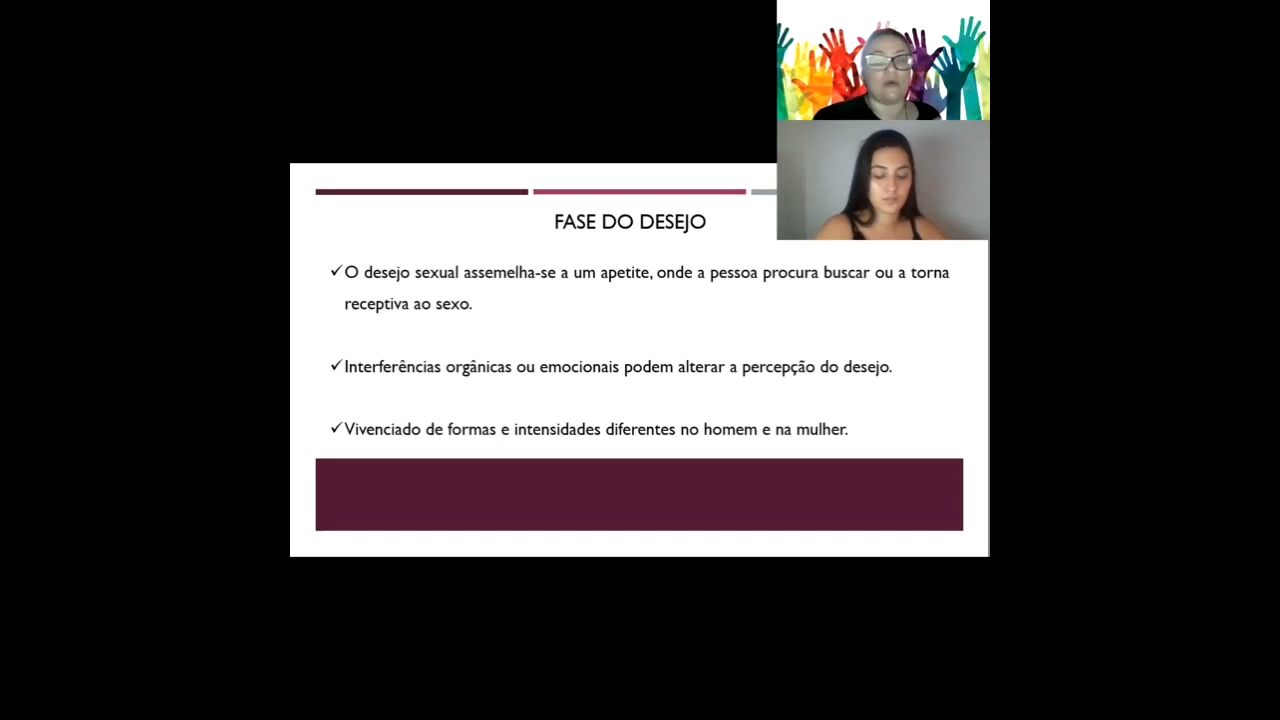 FASE DO DESEJO
✓O desejo sexual assemelha-se a um apetite, onde a pessoa procura buscar ou a torna
receptiva ao sexo.
✓Interferências orgânicas ou emocionais podem alterar a percepção do desejo.
✓Vivenciado de formas e intensidades diferentes no homem e na mulher.